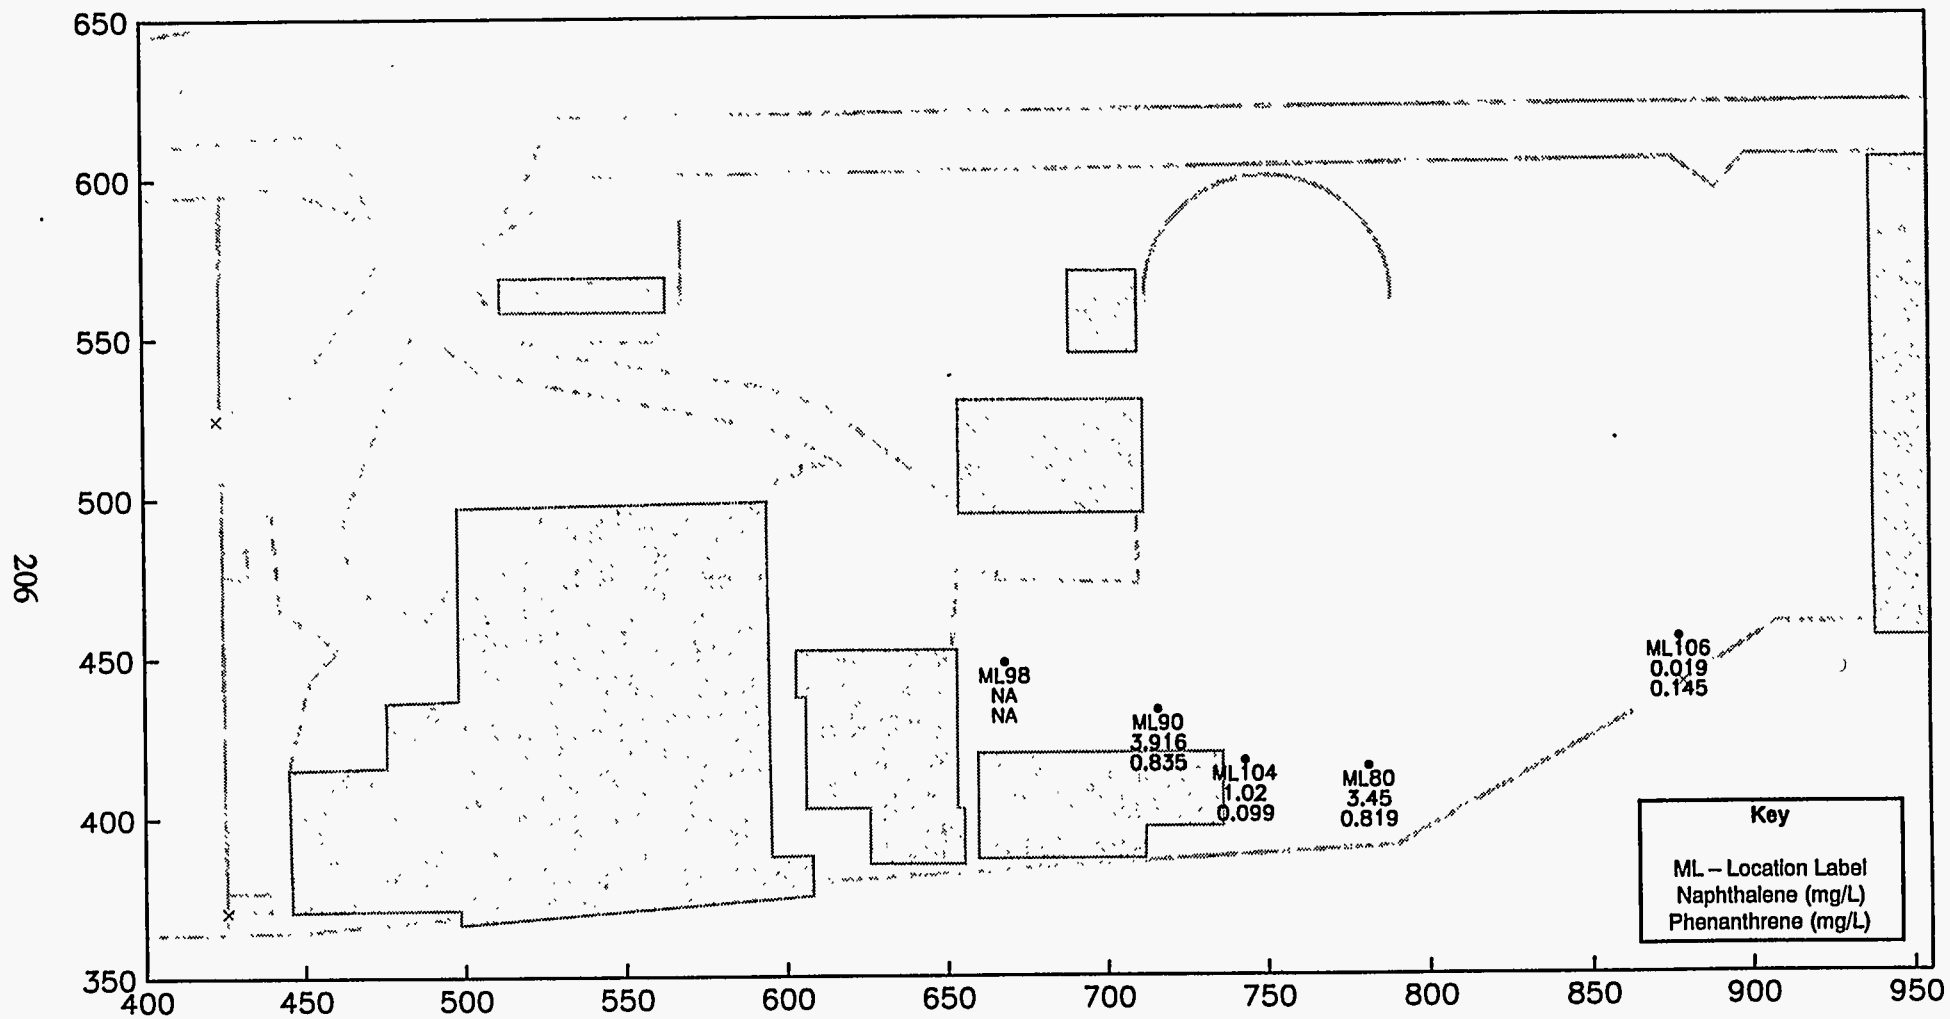 650
600
550
500
450
400
350
400 450 500 550 600 650 700 750 800 850 900 950
206
ML98
NA
NA
ML90
3.916
0.835
ML104
1.02
0.099
ML80
3.45
0.819
ML106
0.019
0.145
Key
ML – Location Label
Naphthalene (mg/L)
Phenanthrene (mg/L)